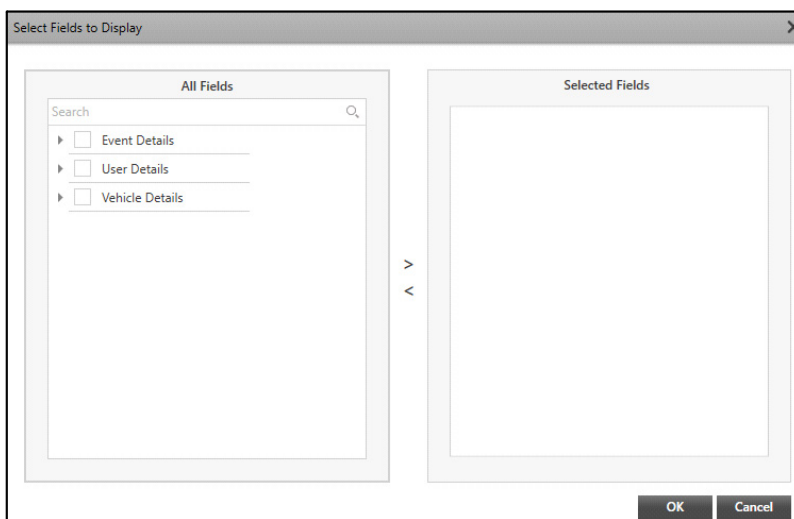 Select Fields to Display
All Fields
Search
Event Details
User Details
Vehicle Details
>
<
Selected Fields
OK
Cancel